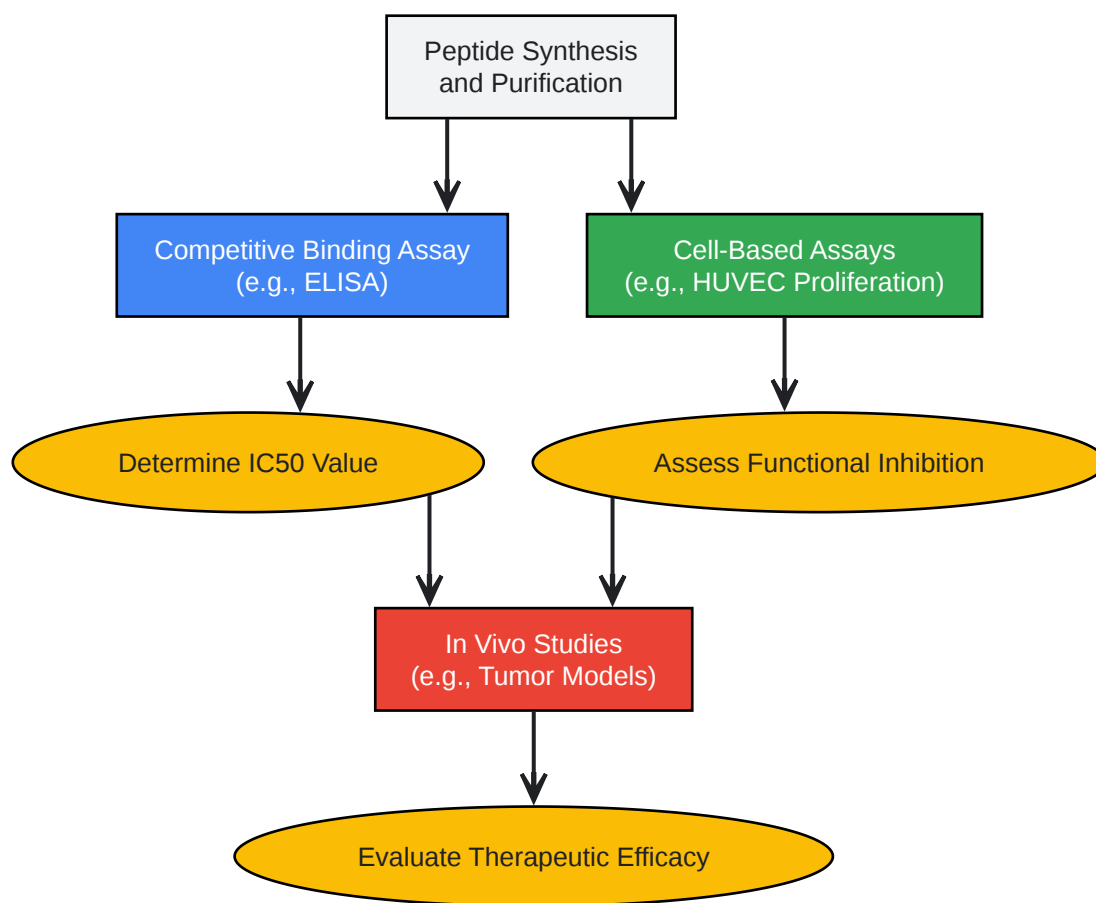 Peptide Synthesis
and Purification
Competitive Binding Assay
(e.g., ELISA)
Cell-Based Assays
(e.g., HUVEC Proliferation)
Determine IC50 Value
Assess Functional Inhibition
In Vivo Studies
(e.g., Tumor Models)
Evaluate Therapeutic Efficacy